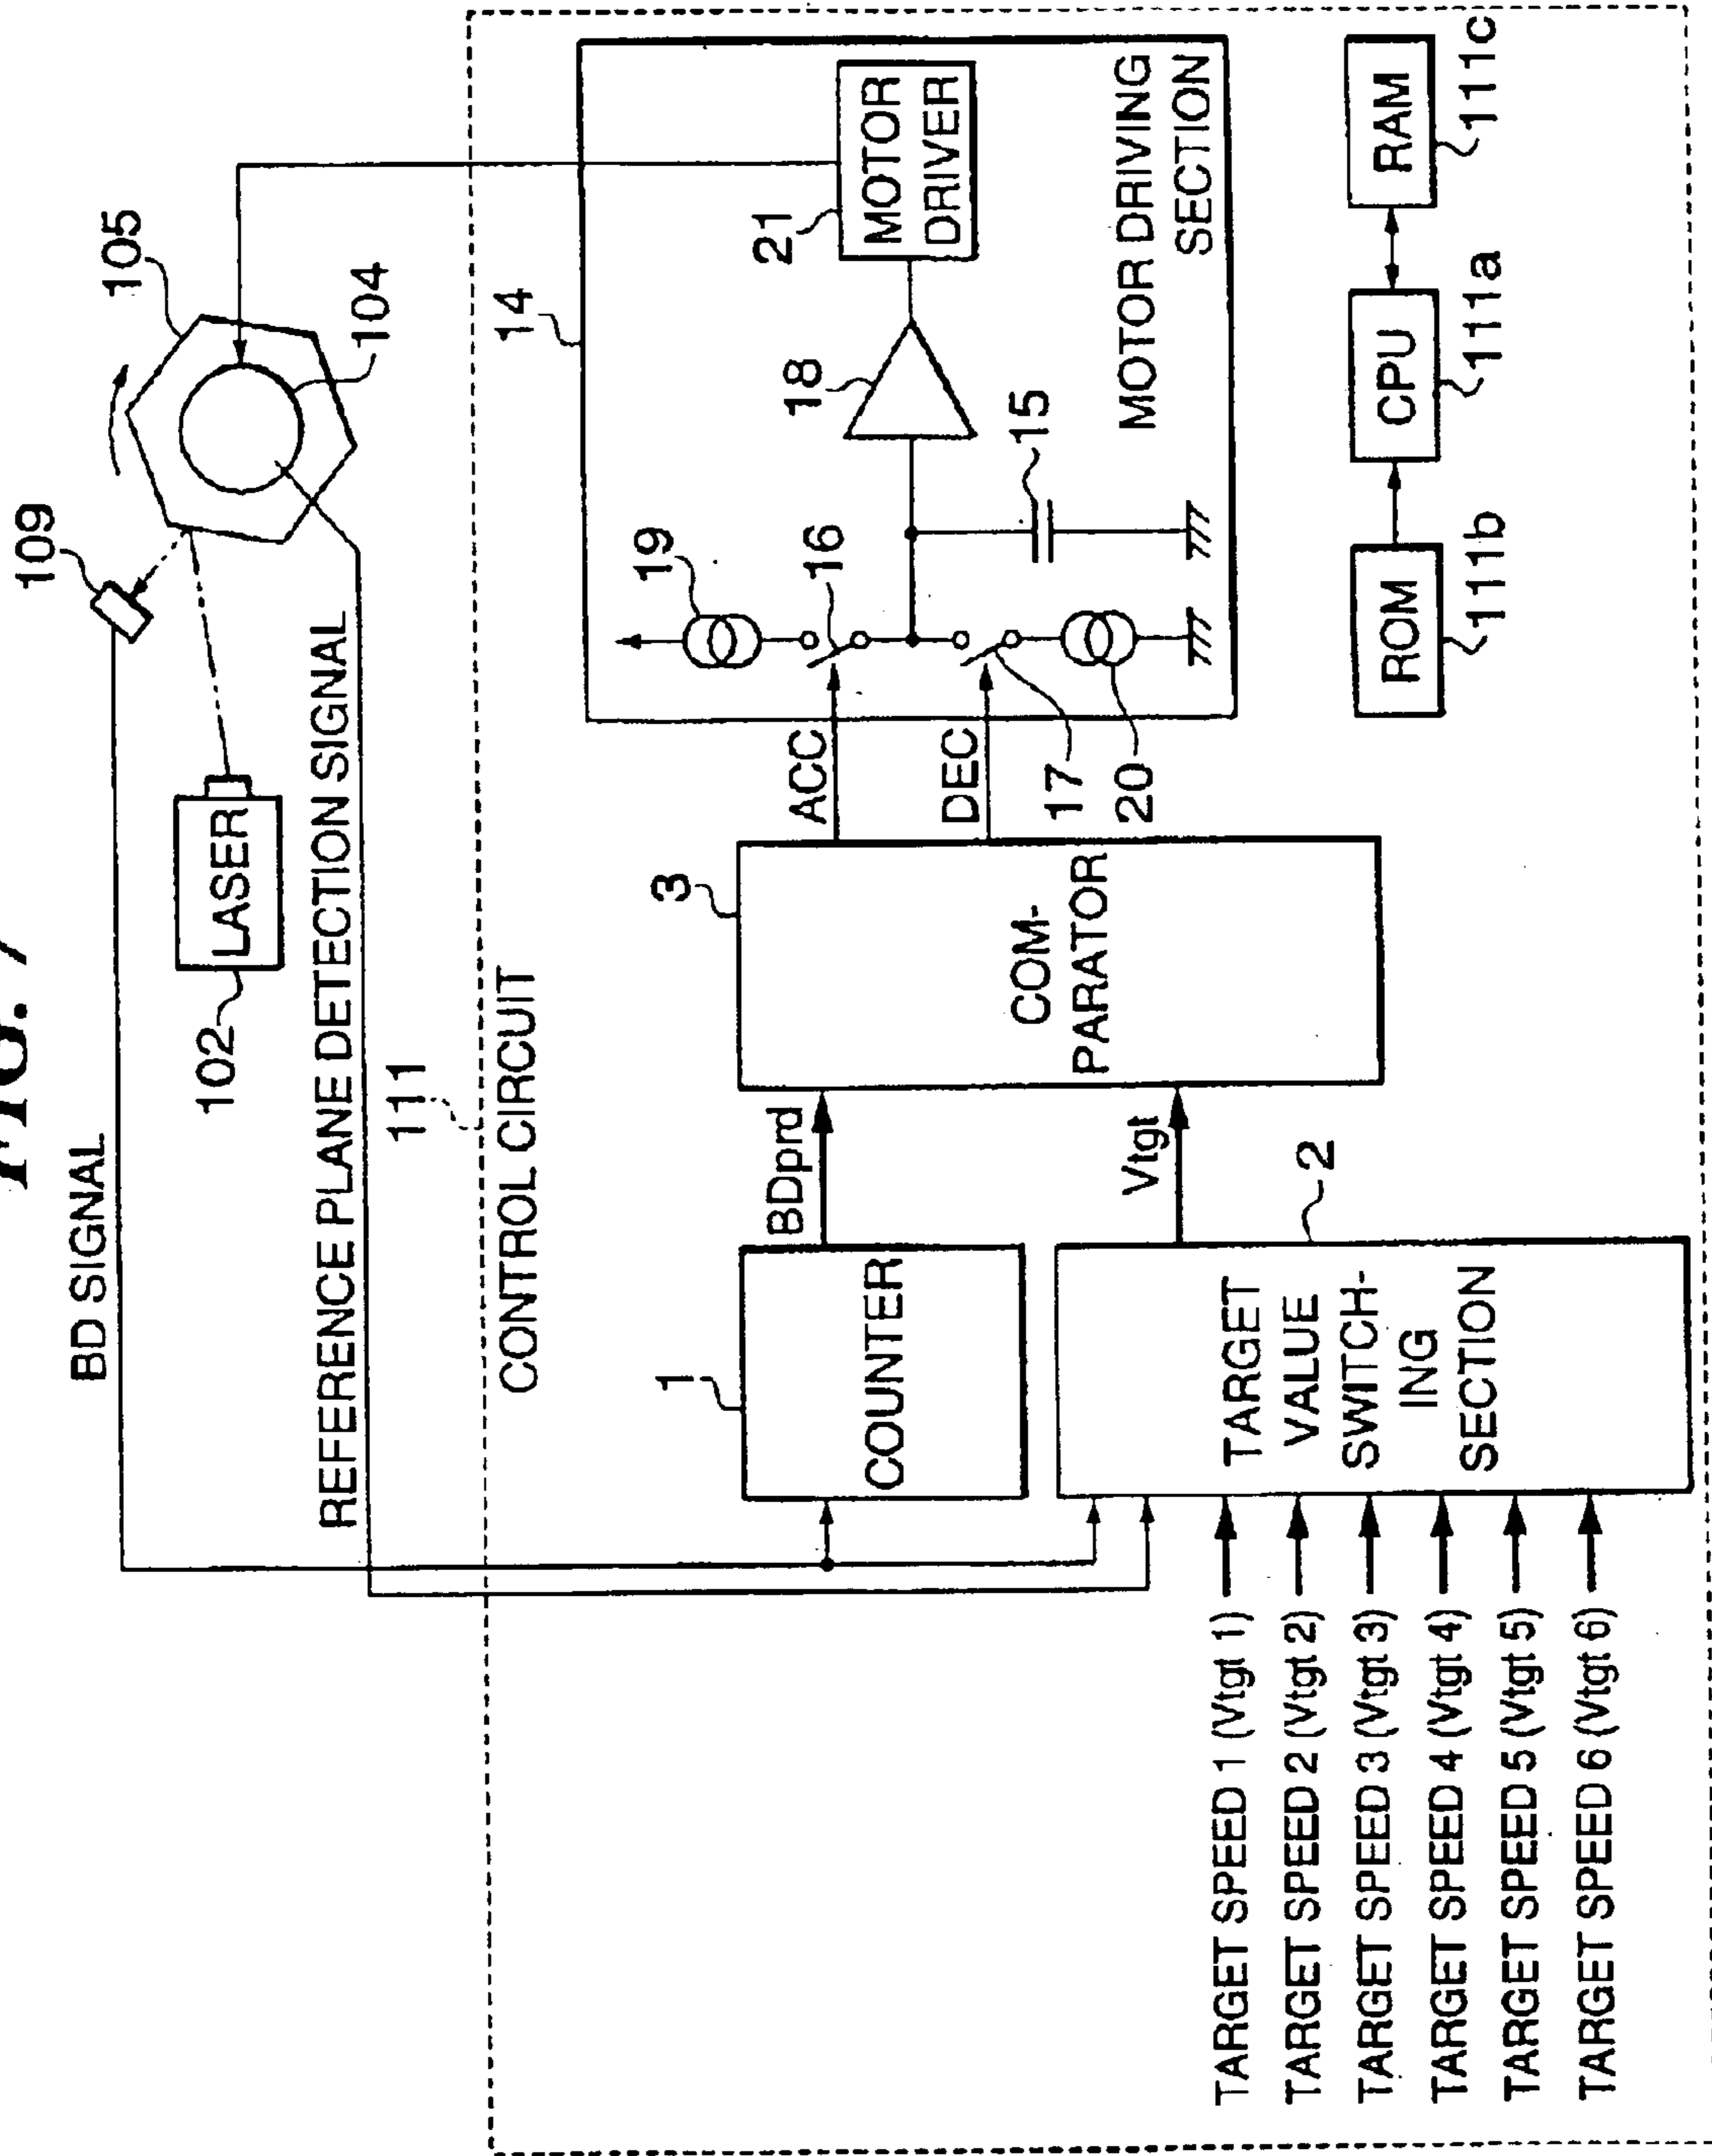 FIG. 7
BD SIGNAL
109
105
LASER
102
104
REFERENCE PLANE DETECTION SIGNAL
111
CONTROL CIRCUIT
14
1
COUNTER
BDprd
3
COM-
PARATOR
ACC
DEC
19
16
17
20
18
15
21
MOTOR
DRIVER
MOTOR DRIVING
SECTION
Vtgt
2
TARGET
VALUE
SWITCH-
ING
SECTION
TARGET SPEED 1 (Vtgt 1)
TARGET SPEED 2 (Vtgt 2)
TARGET SPEED 3 (Vtgt 3)
TARGET SPEED 4 (Vtgt 4)
TARGET SPEED 5 (Vtgt 5)
TARGET SPEED 6 (Vtgt 6)
ROM
111b
CPU
111a
RAM
111c